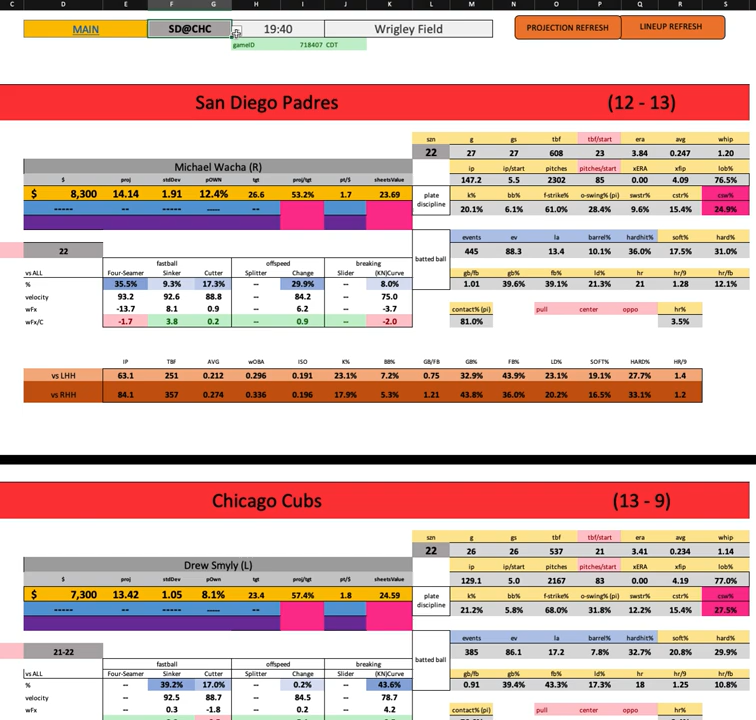 C D E F G H I J K L M N O P Q R S
MAIN SD@CHC 19:40 Wrigley Field PROJECTION REFRESH LINEUP REFRESH
gameID 718407 CDT
San Diego Padres (12 - 13)
szn g gs tbf tbf/start era avg whip
22 27 27 608 23 3.84 0.247 1.20
Michael Wacha (R) ip ip/start pitches pitches/start xERA xfip lob%
$ proj stdDev pOWN tgt proj/tgt pt/$ sheetsValue 147.2 5.5 2302 85 0.00 4.09 76.5%
$ 8,300 14.14 1.91 12.4% 26.6 53.2% 1.7 23.69 plate discipline k% bb% f-strike% o-swing% (pi) swstr% cstr% csw%
----- -- -- ---- -- 20.1% 6.1% 61.0% 28.4% 9.6% 15.4% 24.9%
events ev la barrel% hardhit% soft% hard%
22 batted ball 445 88.3 13.4 10.1% 36.0% 17.5% 31.0%
fastball offspeed breaking
vs ALL Four-Seamer Sinker Cutter Splitter Change Slider (KN)Curve gb/fb gb% fb% ld% hr hr/9 hr/fb
% 35.5% 9.3% 17.3% -- 29.9% -- 8.0% 1.01 39.6% 39.1% 21.3% 21 1.28 12.1%
velocity 93.2 92.6 88.8 -- 84.2 -- 75.0
wFx -13.7 8.1 0.9 -- 6.2 -- -3.7 contact% (pi) pull center oppo hr%
wFx/C -1.7 3.8 0.2 -- 0.9 -- -2.0 81.0% 3.5%
IP TBF AVG wOBA ISO K% BB% GB/FB GB% FB% LD% SOFT% HARD% HR/9
vs LHH 63.1 251 0.212 0.296 0.191 23.1% 7.2% 0.75 32.9% 43.9% 23.1% 19.1% 27.7% 1.4
vs RHH 84.1 357 0.274 0.336 0.196 17.9% 5.3% 1.21 43.8% 36.0% 20.2% 16.5% 33.1% 1.2
Chicago Cubs (13 - 9)
szn g gs tbf tbf/start era avg whip
22 26 26 537 21 3.41 0.234 1.14
Drew Smyly (L) ip ip/start pitches pitches/start xERA xfip lob%
$ proj stdDev pOwn tgt proj/tgt pt/$ sheetsValue 129.1 5.0 2167 83 0.00 4.19 77.0%
$ 7,300 13.42 1.05 8.1% 23.4 57.4% 1.8 24.59 plate discipline k% bb% f-strike% o-swing% (pi) swstr% cstr% csw%
----- -- -- ---- -- 21.2% 5.8% 68.0% 31.8% 12.2% 15.4% 27.5%
events ev la barrel% hardhit% soft% hard%
21-22 batted ball 385 86.1 17.2 7.8% 32.7% 20.8% 29.9%
fastball offspeed breaking
vs ALL Four-Seamer Sinker Cutter Splitter Change Slider (KN)Curve gb/fb gb% fb% ld% hr hr/9 hr/fb
% -- 39.2% 17.0% -- 0.2% -- 43.6% 0.91 39.4% 43.3% 17.3% 18 1.25 10.8%
velocity -- 92.5 88.7 -- 84.5 -- 78.7
wFx -- 0.3 -1.8 -- 0.2 -- 4.2 contact% (pi) pull center oppo hr%